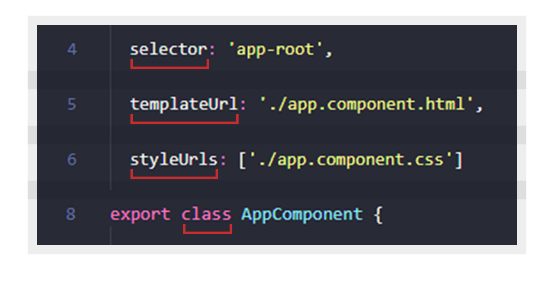 4 selector: 'app-root',
5 templateUrl: './app.component.html',
6 styleUrls: ['./app.component.css']
8 export class AppComponent {